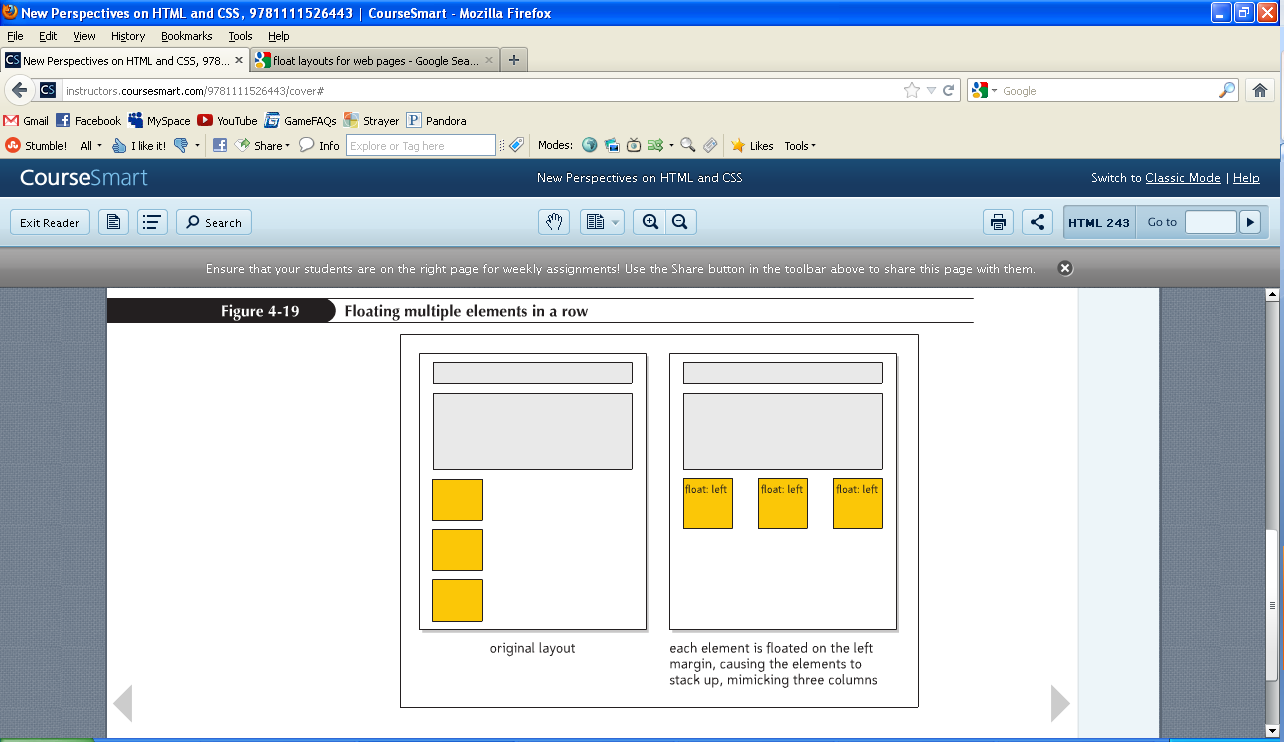 New Perspectives on HTML and CSS, 9781111526443 | CourseSmart - Mozilla Firefox
File Edit View History Bookmarks Tools Help
CS New Perspectives on HTML and CSS, 978... × float layouts for web pages - Google Sea... × +
CS instructors.coursesmart.com/9781111526443/cover# Google
Gmail Facebook MySpace YouTube GameFAQs Strayer P Pandora
Stumble! All I like it! Share Info Explore or Tag here Modes: Likes Tools
CourseSmart New Perspectives on HTML and CSS Switch to Classic Mode | Help
Exit Reader Search HTML 243 Go to
Ensure that your students are on the right page for weekly assignments! Use the Share button in the toolbar above to share this page with them.
Figure 4-19 Floating multiple elements in a row
float: left float: left float: left
original layout
each element is floated on the left
margin, causing the elements to
stack up, mimicking three columns